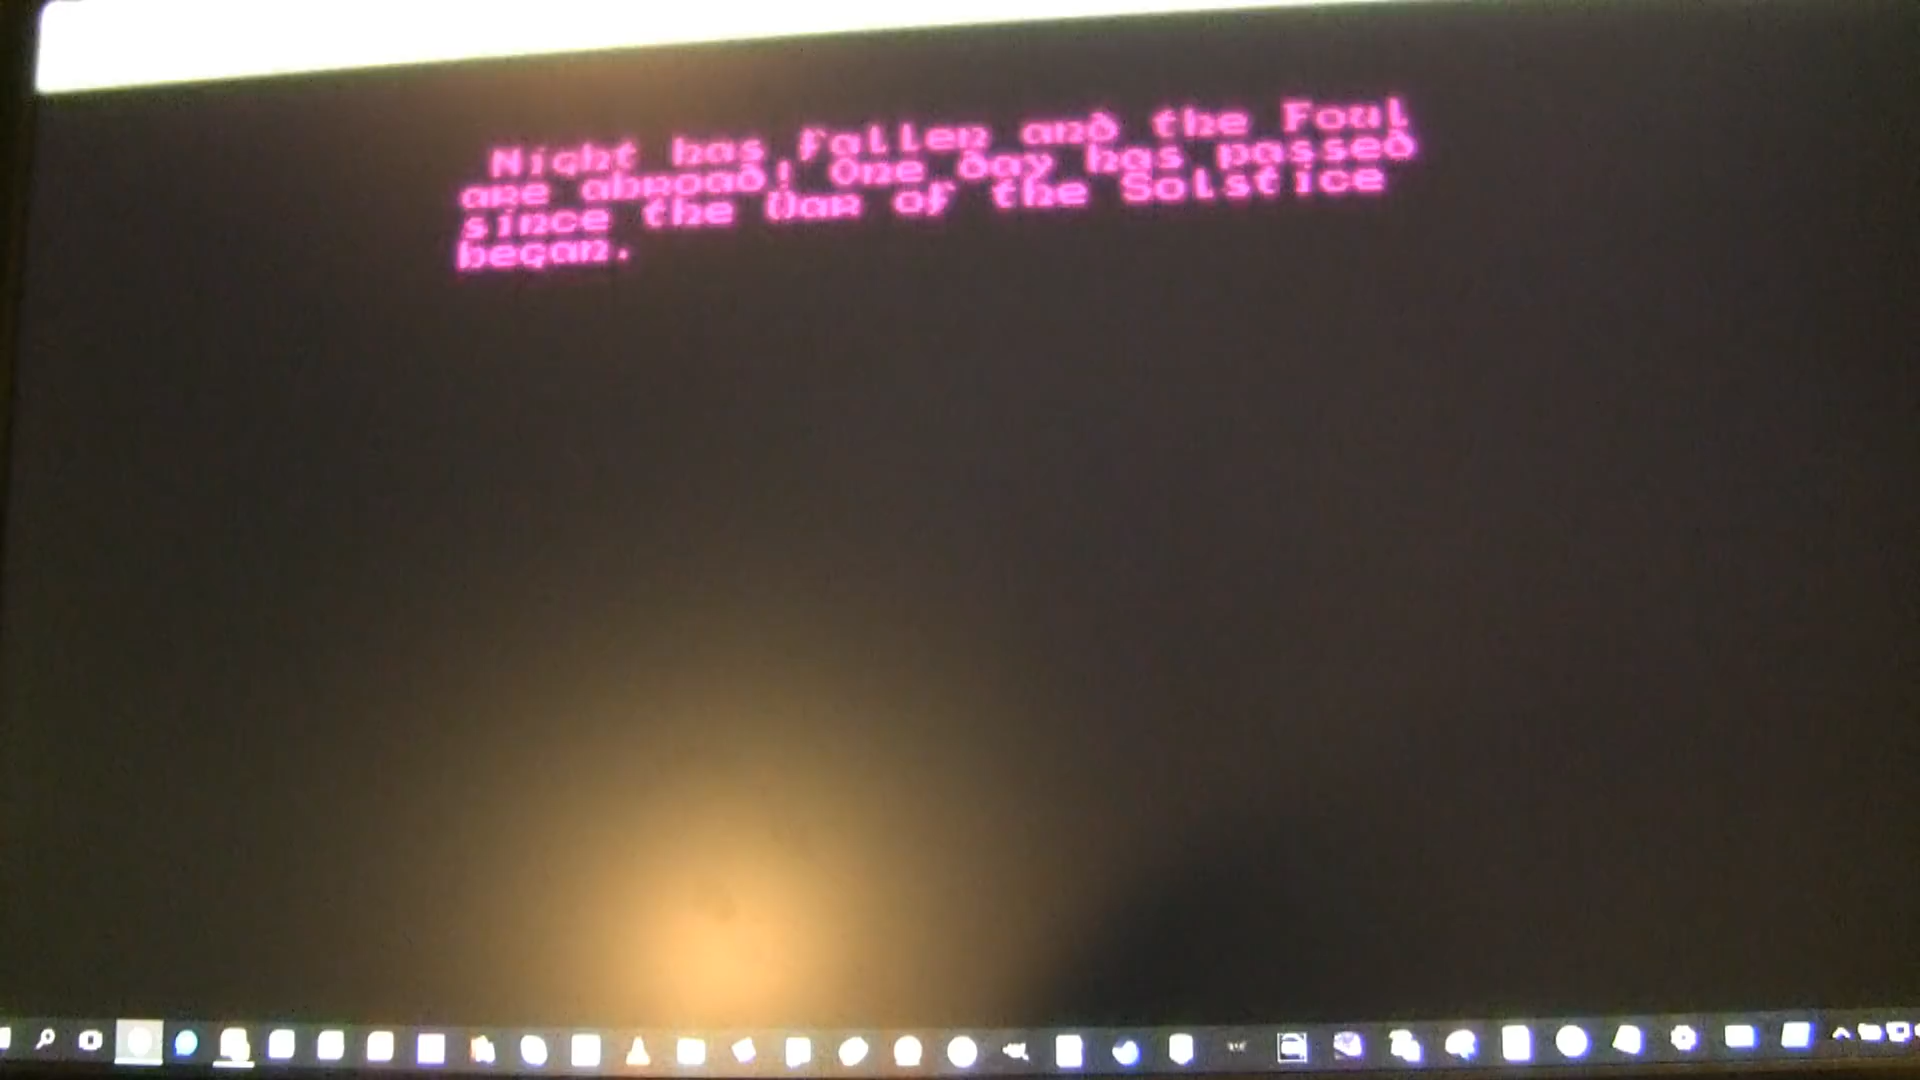 Night has fallen and the Foul
are abroad! One day has passed
since the War of the Solstice
began.